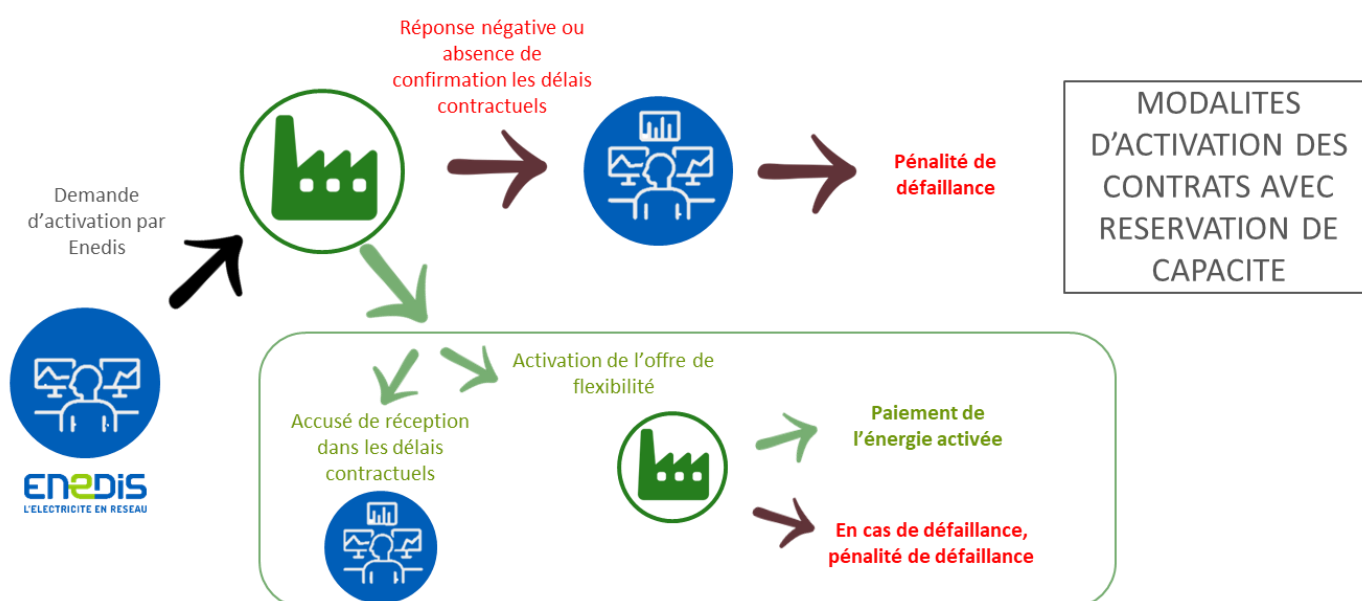 Réponse négative ou
absence de
confirmation les délais
contractuels
MODALITES
D'ACTIVATION DES
CONTRATS AVEC
RESERVATION DE
CAPACITE
Pénalité de
défaillance
Demande
d'activation par
Enedis
Activation de l'offre de
flexibilité
Accusé de réception
dans les délais
contractuels
Paiement de
l'énergie activée
ENEDIS
L'ELECTRICITE EN RESEAU
En cas de défaillance,
pénalité de défaillance